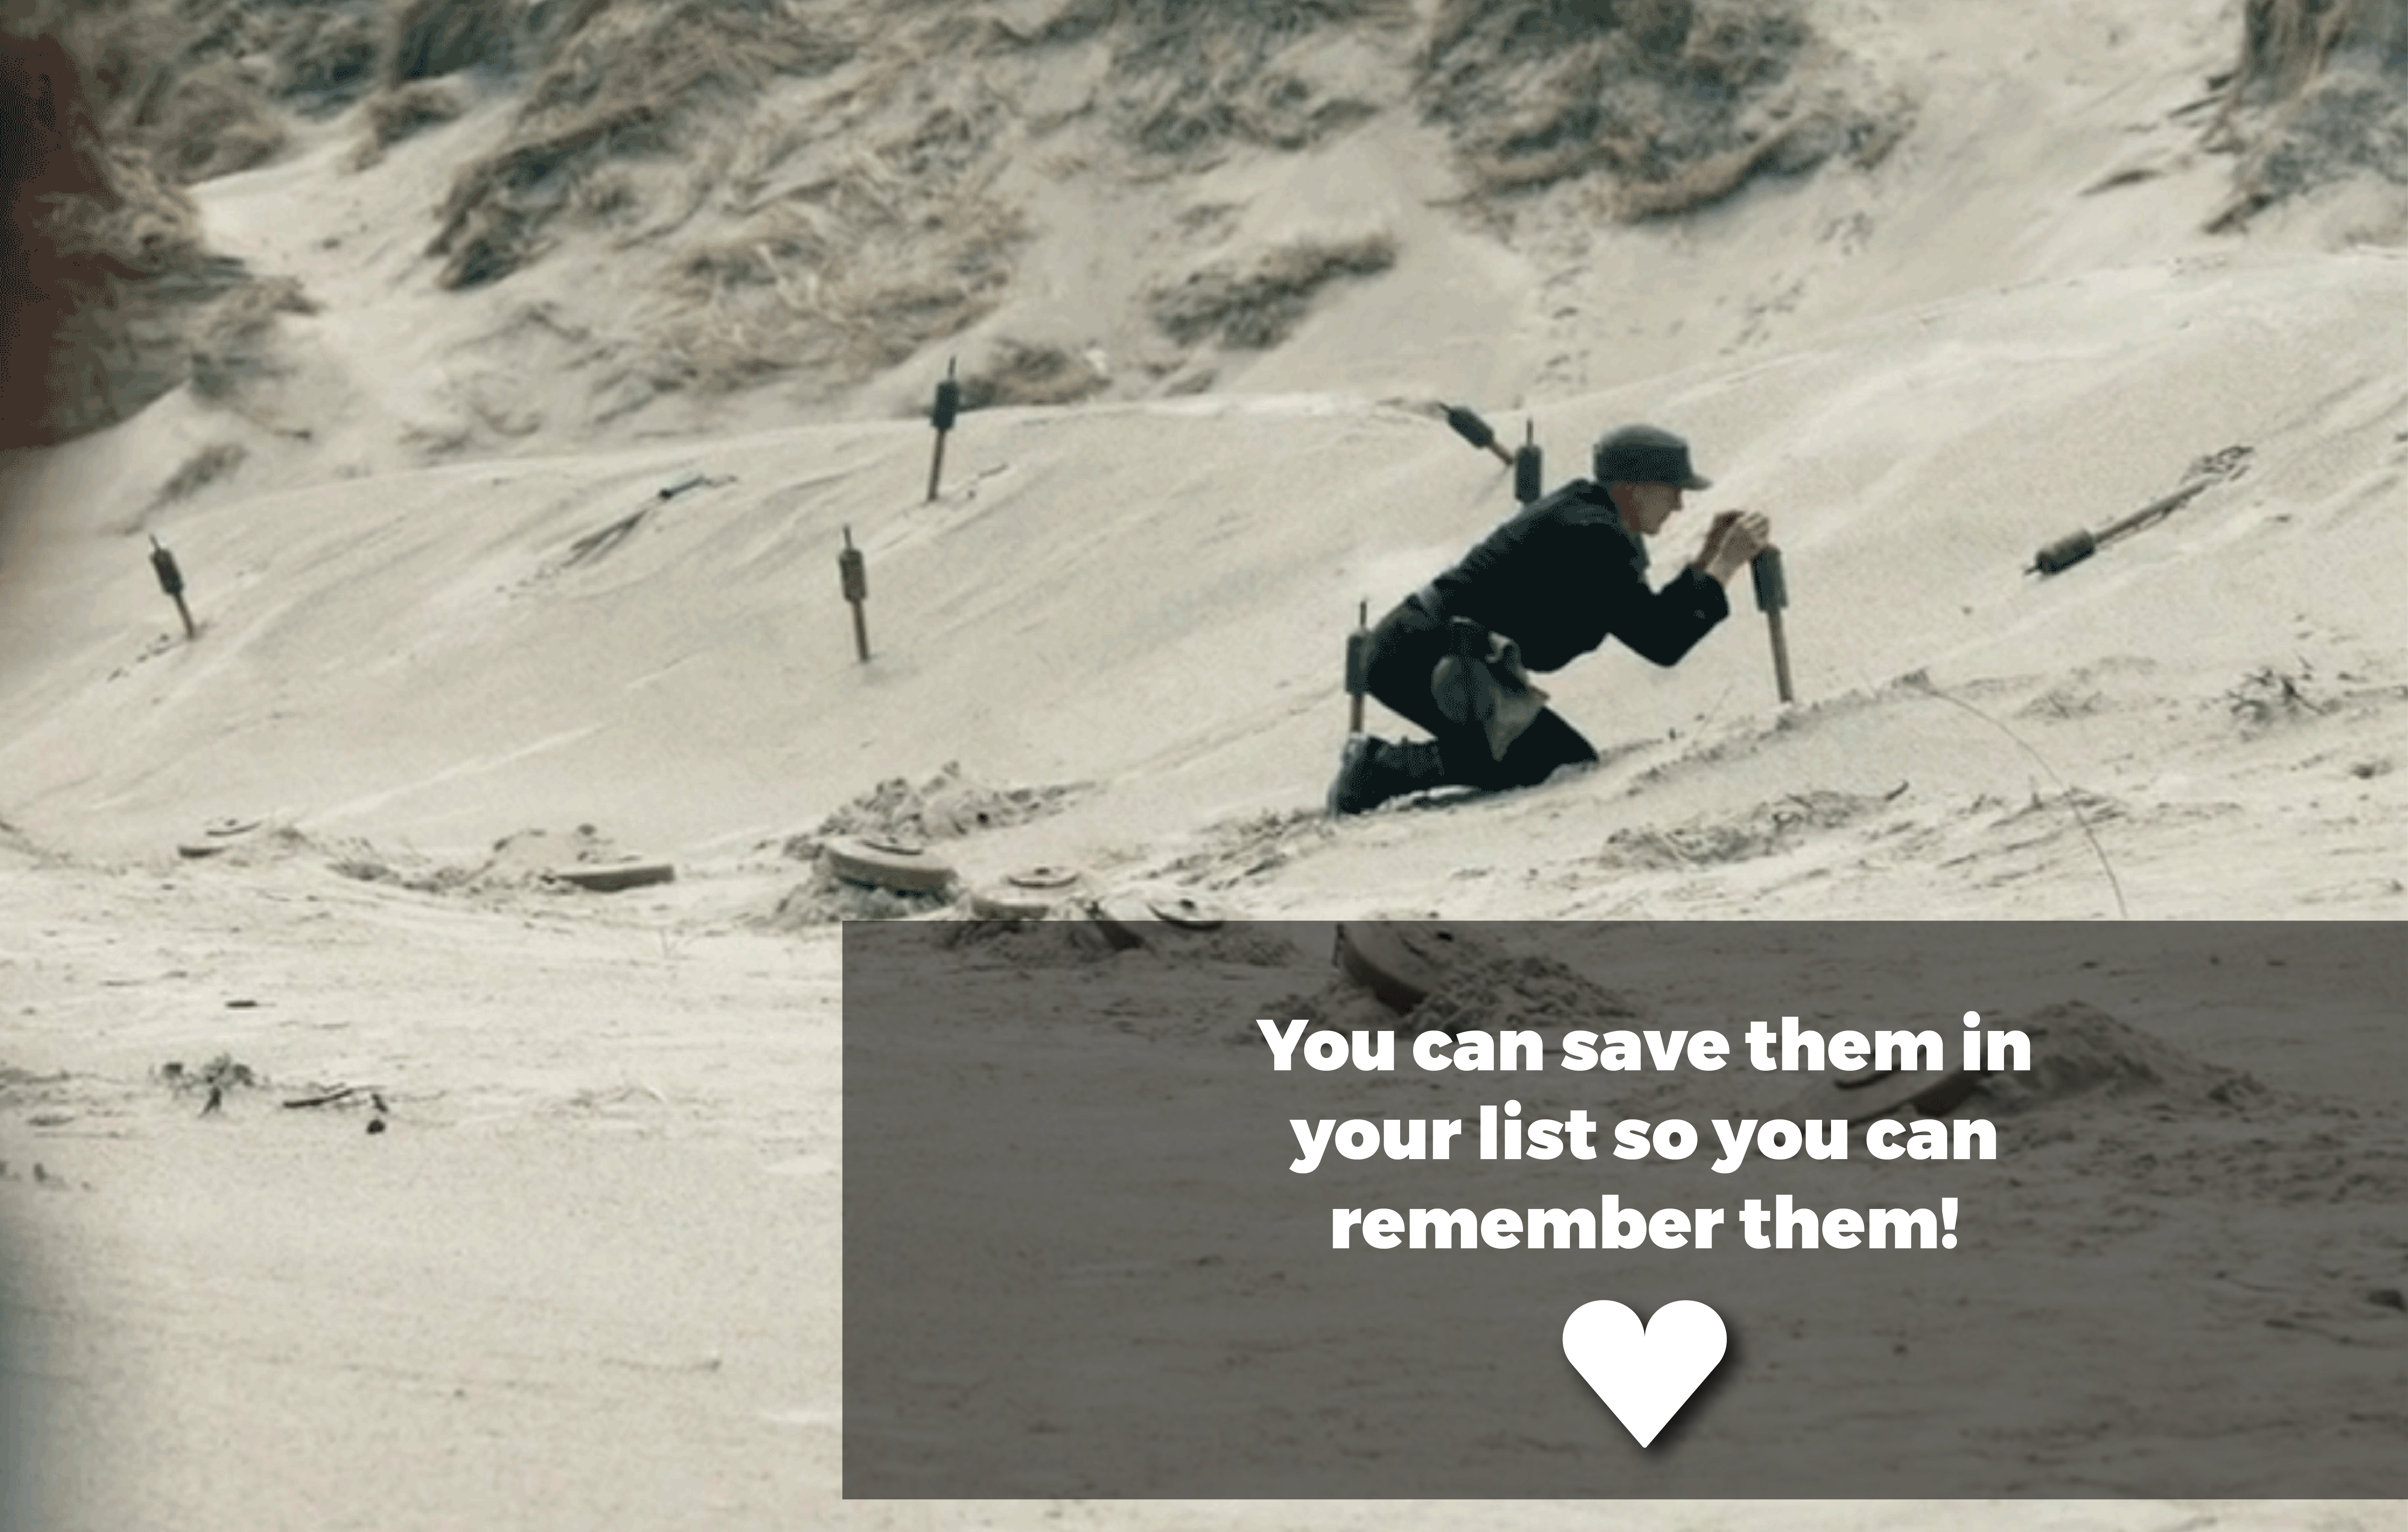 You can save them in
your list so you can
remember them!